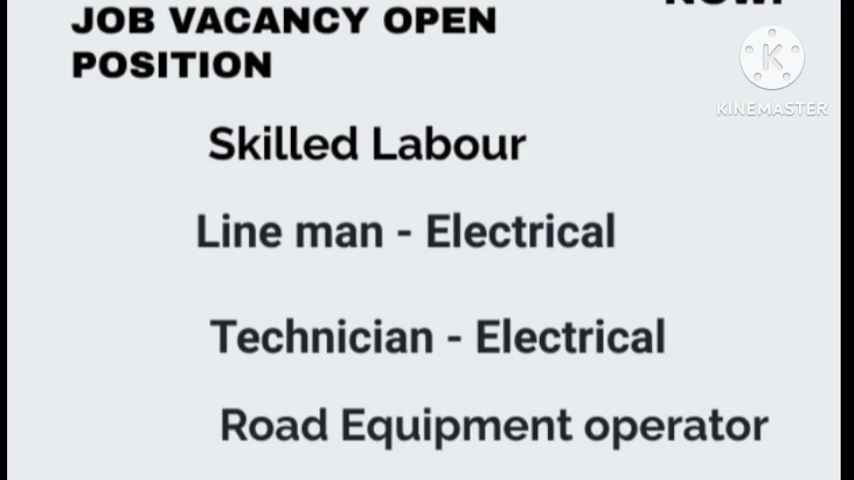 JOB VACANCY OPEN
POSITION
K
KINEMASTER
Skilled Labour
Line man - Electrical
Technician - Electrical
Road Equipment operator